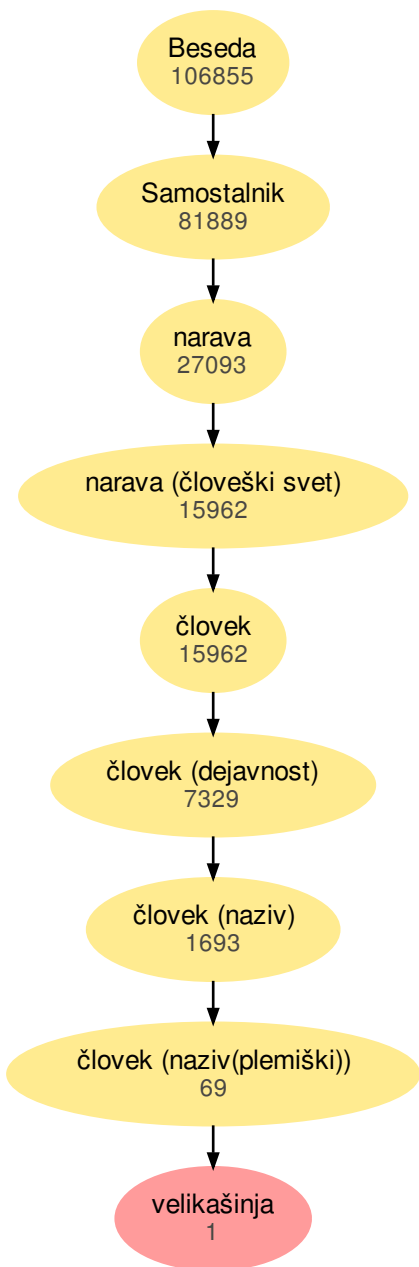 Beseda
106855
Samostalnik
81889
narava
27093
narava (človeški svet)
15962
človek
15962
človek (dejavnost)
7329
človek (naziv)
1693
človek (naziv(plemiški))
69
velikašinja
1